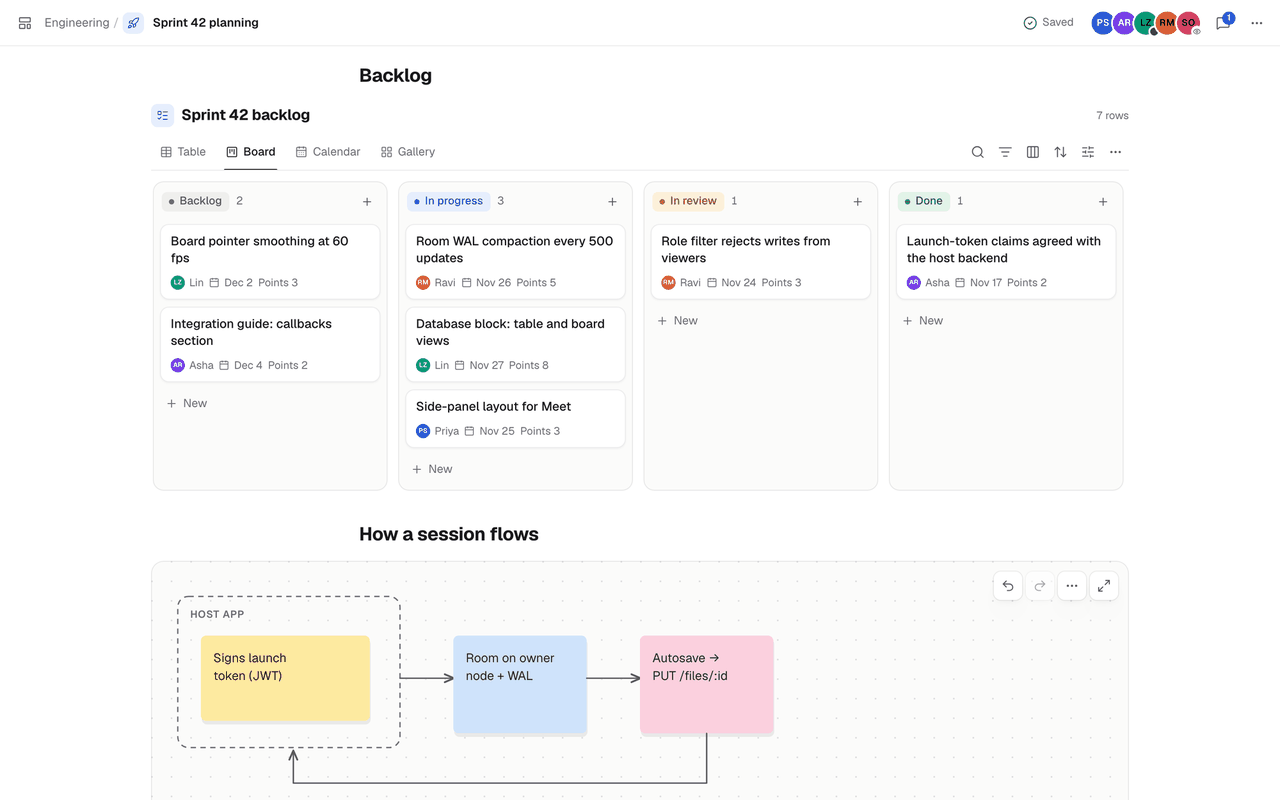 Engineering / Sprint 42 planning
Saved
PS AR LZ RM SO
1
Backlog
Sprint 42 backlog
7 rows
Table Board Calendar Gallery
Backlog 2
Board pointer smoothing at 60
fps
LZ Lin Dec 2 Points 3
Integration guide: callbacks
section
AR Asha Dec 4 Points 2
+ New
In progress 3
Room WAL compaction every 500
updates
RM Ravi Nov 26 Points 5
Database block: table and board
views
LZ Lin Nov 27 Points 8
Side-panel layout for Meet
PS Priya Nov 25 Points 3
+ New
In review 1
Role filter rejects writes from
viewers
RM Ravi Nov 24 Points 3
+ New
Done 1
Launch-token claims agreed with
the host backend
AR Asha Nov 17 Points 2
+ New
How a session flows
HOST APP
Signs launch
token (JWT)
Room on owner
node + WAL
Autosave →
PUT /files/:id